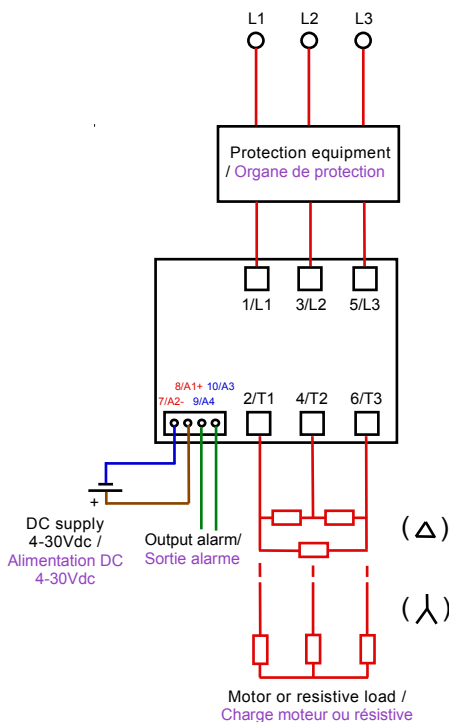 L1 L2 L3
Protection equipment
/ Organe de protection
1/L1 3/L2 5/L3
8/A1+ 10/A3
7/A2- 9/A4
2/T1 4/T2 6/T3
+
DC supply
4-30Vdc /
Alimentation DC
4-30Vdc
Output alarm/
Sortie alarme
(Δ)
(⅄)
Motor or resistive load /
Charge moteur ou résistive